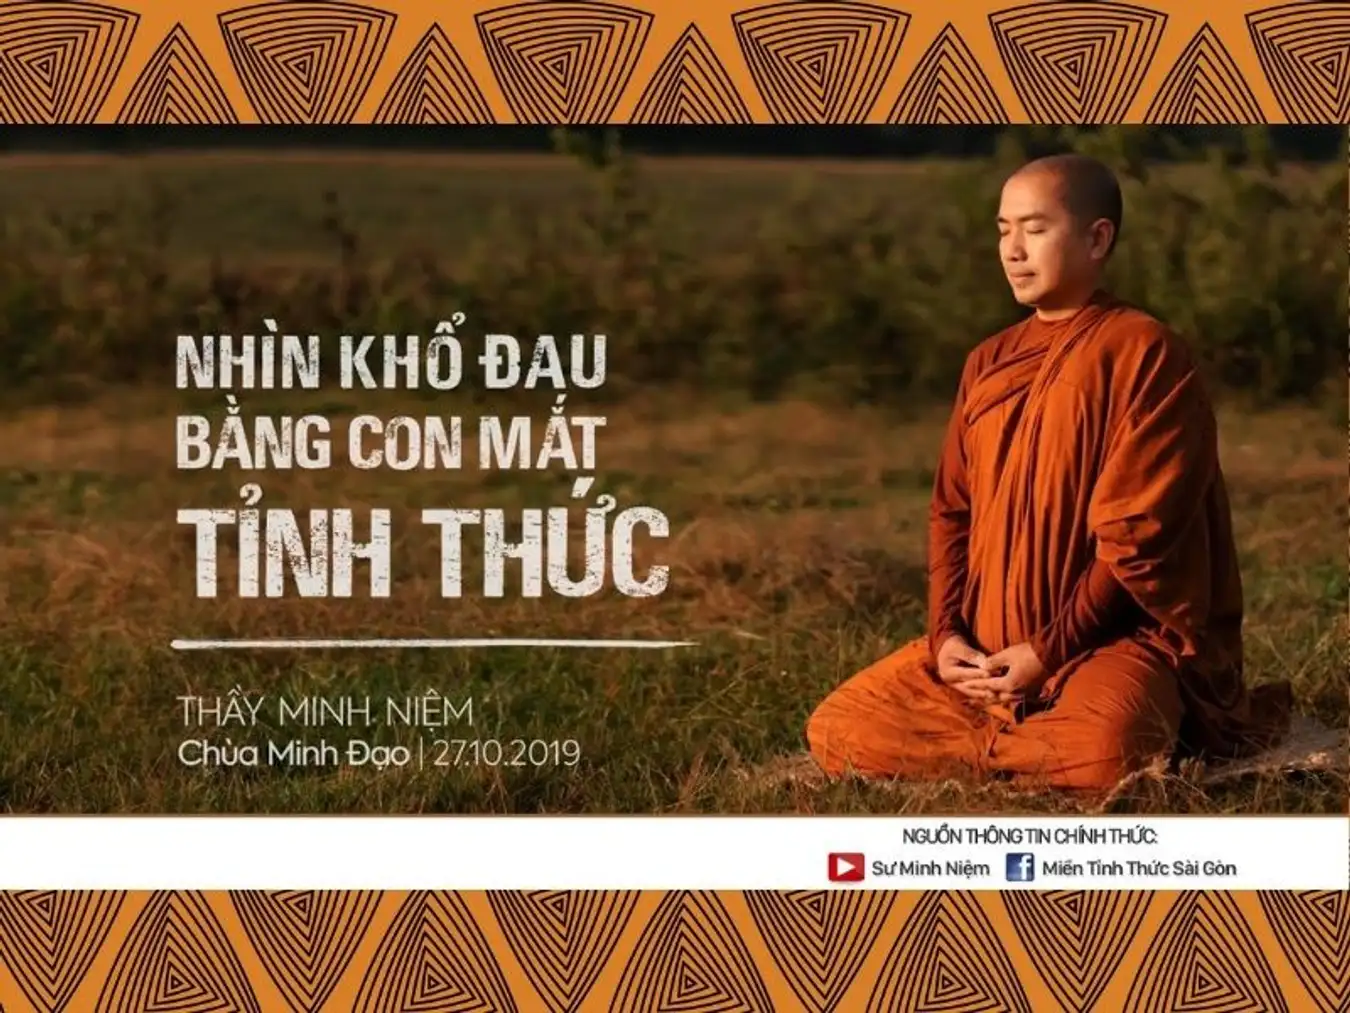 NHÌN KHỔ ĐAU
BẰNG CON MẮT
TỈNH THỨC
THẦY MINH NIỆM
Chùa Minh Đạo | 27.10.2019
NGUỒN THÔNG TIN CHÍNH THỨC:
Sư Minh Niệm
Miền Tỉnh Thức Sài Gòn